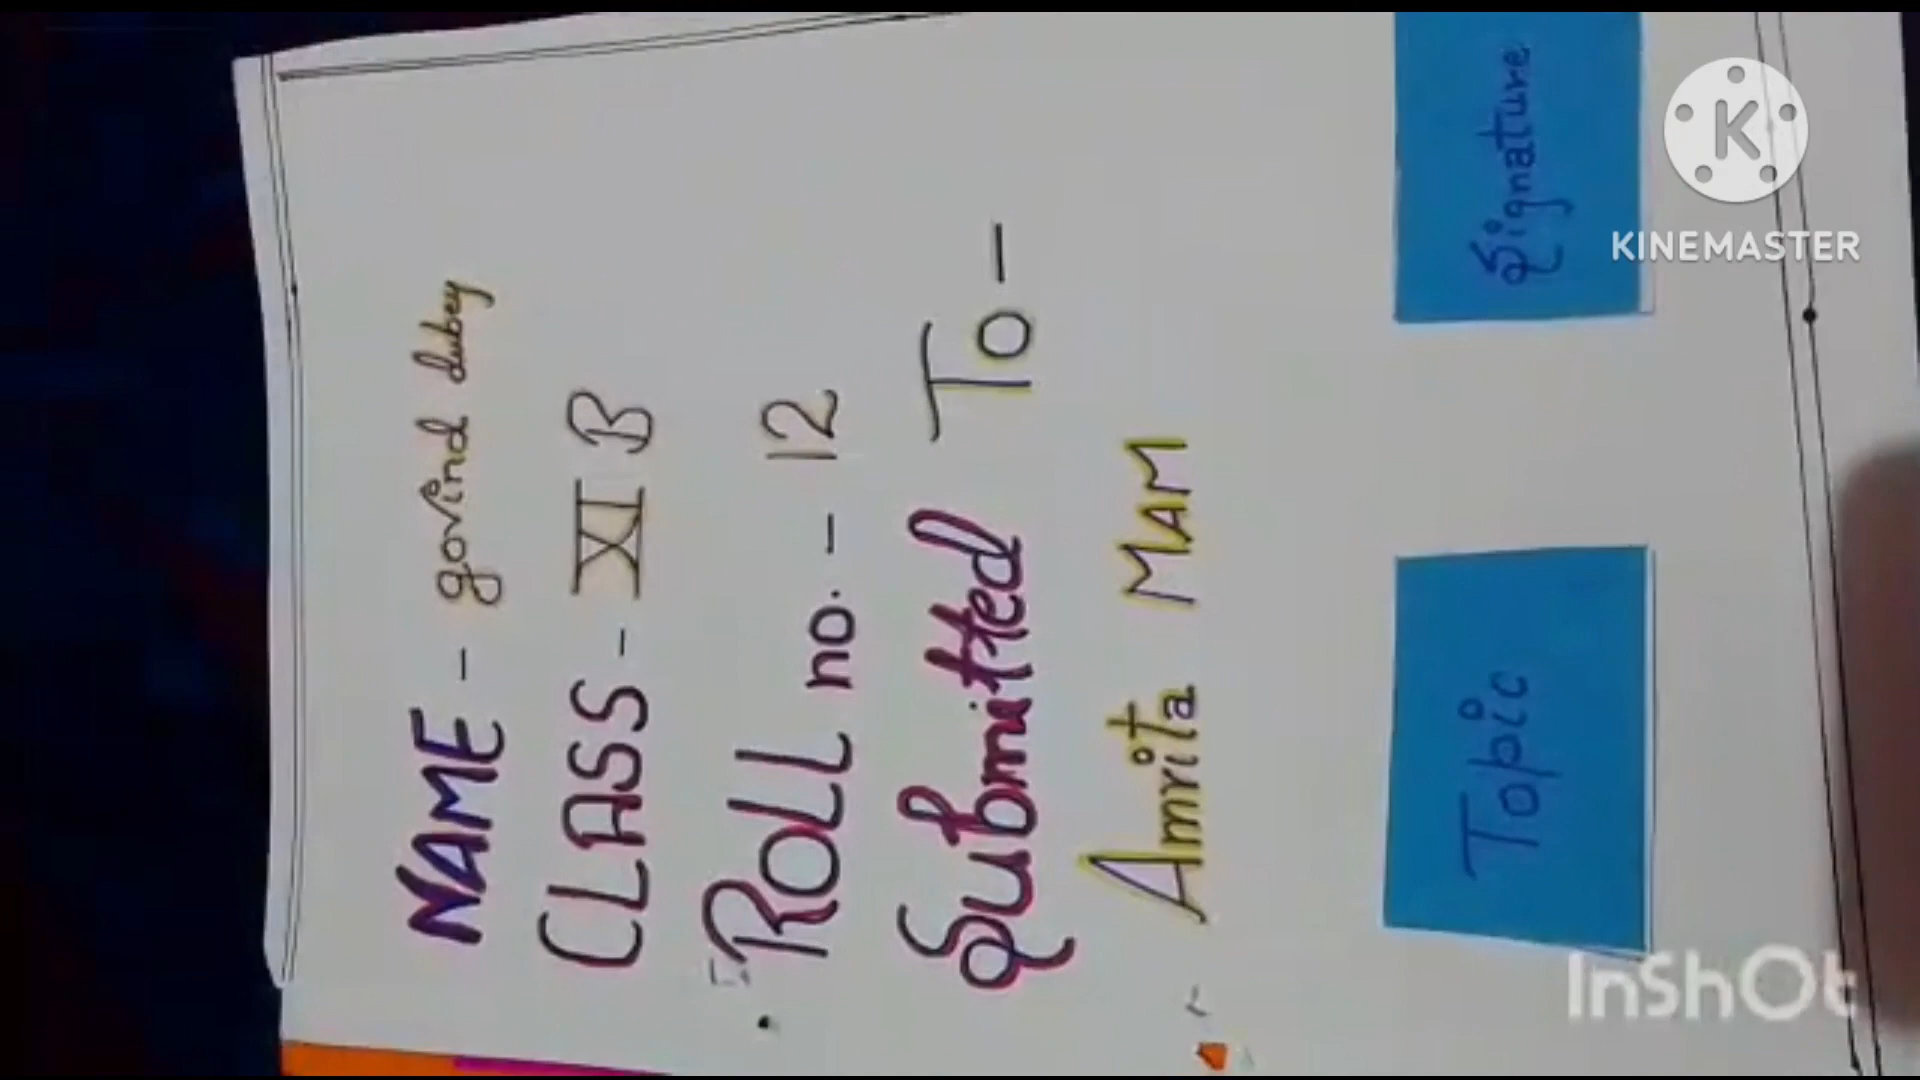 NAME - govind dubey
CLASS - XI B
ROLL no. - 12
Submitted To -
Amrita MAM
Topic
Signature
K
KINEMASTER
InShOt